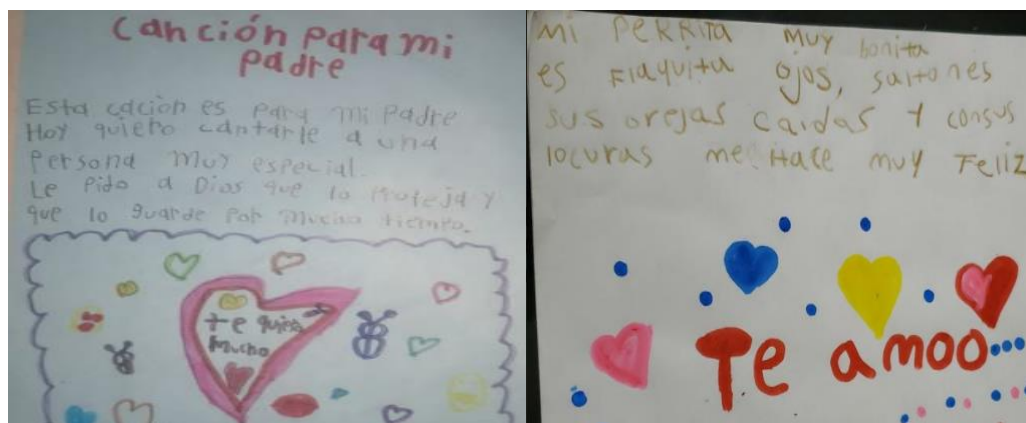 Canción para mi
padre
Esta cación es para mi Padre
Hoy quiero cantarle a una
Persona muy especial.
Le Pido a Dios que lo Proteja y
que lo guarde por mucho tiempo.
te quiero
mucho
mi PERRITA muy bonita
es Flaquita ojos, saltones
sus orejas caidas y consus
locuras me Hace muy Feliz
Te amoo